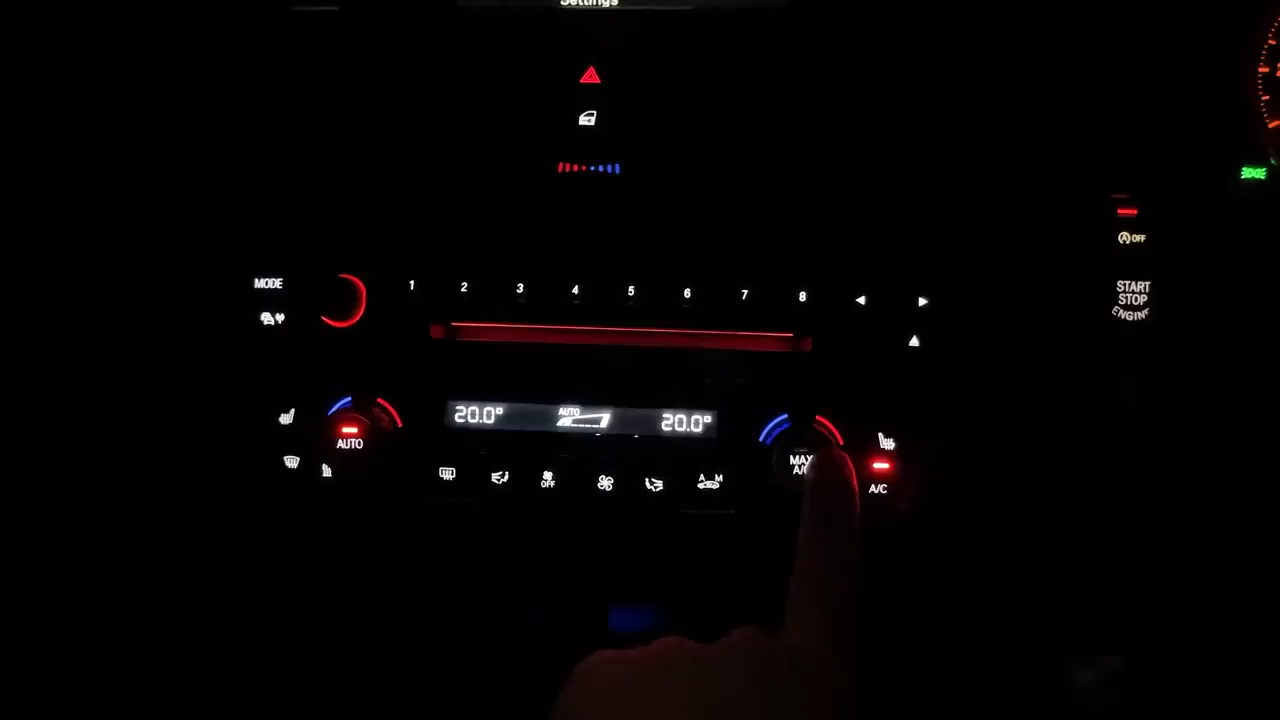 Settings
OFF
MODE
1 2 3 4 5 6 7 8
START
STOP
ENGINE
20.0° AUTO 20.0°
AUTO
MAX
A/C
A/C
OFF
A M